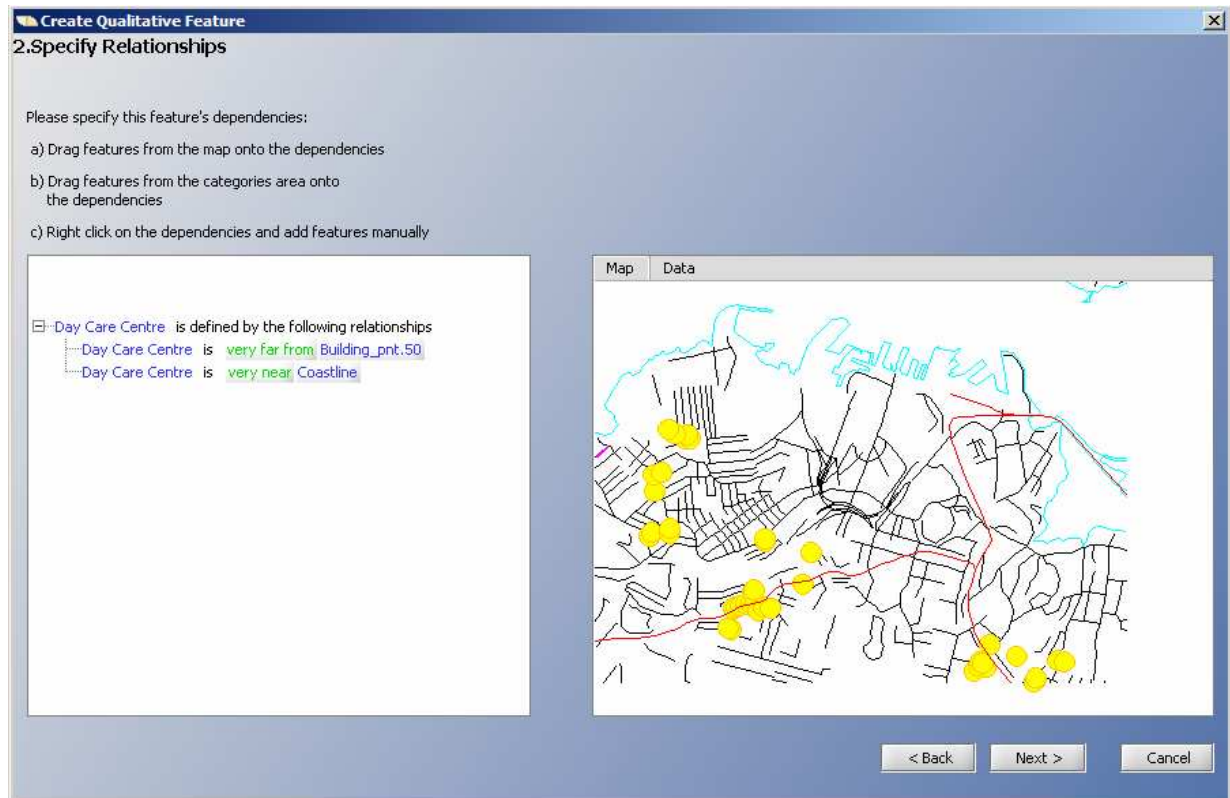 Create Qualitative Feature
2.Specify Relationships
Please specify this feature's dependencies:
a) Drag features from the map onto the dependencies
b) Drag features from the categories area onto
the dependencies
c) Right click on the dependencies and add features manually
Day Care Centre is defined by the following relationships
Day Care Centre is very far from Building_pnt.50
Day Care Centre is very near Coastline
Map Data
< Back Next > Cancel